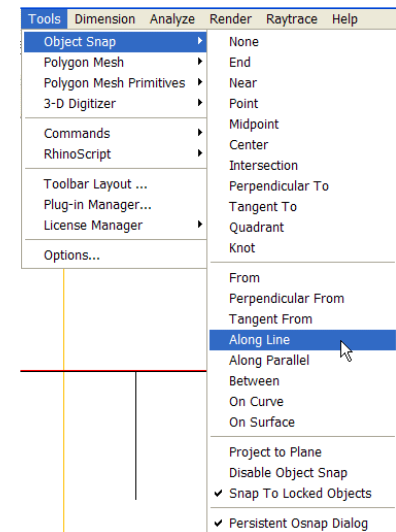 Tools Dimension Analyze Render Raytrace Help
Object Snap
Polygon Mesh
Polygon Mesh Primitives
3-D Digitizer
Commands
RhinoScript
Toolbar Layout ...
Plug-in Manager...
License Manager
Options...
None
End
Near
Point
Midpoint
Center
Intersection
Perpendicular To
Tangent To
Quadrant
Knot
From
Perpendicular From
Tangent From
Along Line
Along Parallel
Between
On Curve
On Surface
Project to Plane
Disable Object Snap
Snap To Locked Objects
Persistent Osnap Dialog